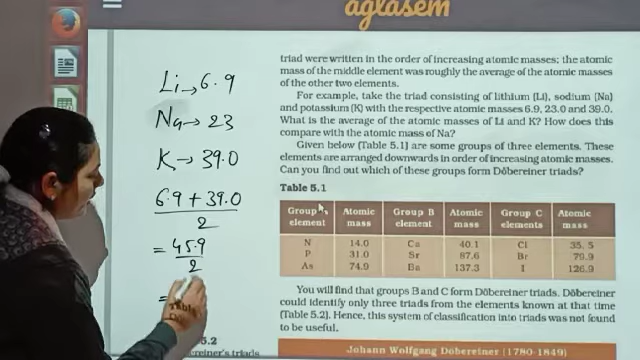 aglasem
Li→6.9
Na→23
K→39.0
6.9+39.0
2
=45.9
2
=
triad were written in the order of increasing atomic masses; the atomic
mass of the middle element was roughly the average of the atomic masses
of the other two elements.
For example, take the triad consisting of lithium (Li), sodium (Na)
and potassium (K) with the respective atomic masses 6.9, 23.0 and 39.0.
What is the average of the atomic masses of Li and K? How does this
compare with the atomic mass of Na?
Given below (Table 5.1) are some groups of three elements. These
elements are arranged downwards in order of increasing atomic masses.
Can you find out which of these groups form Döbereiner triads?
Table 5.1
Group element Atomic mass Group B element Atomic mass Group C elements Atomic mass
N 14.0 Ca 40.1 Cl 35.5
P 31.0 Sr 87.6 Br 79.9
As 74.9 Ba 137.3 I 126.9
You will find that groups B and C form Döbereiner triads. Döbereiner
could identify only three triads from the elements known at that time
(Table 5.2). Hence, this system of classification into triads was not found
to be useful.
5.2
ereiner's triads
Johann Wolfgang Döbereiner (1780-1849)